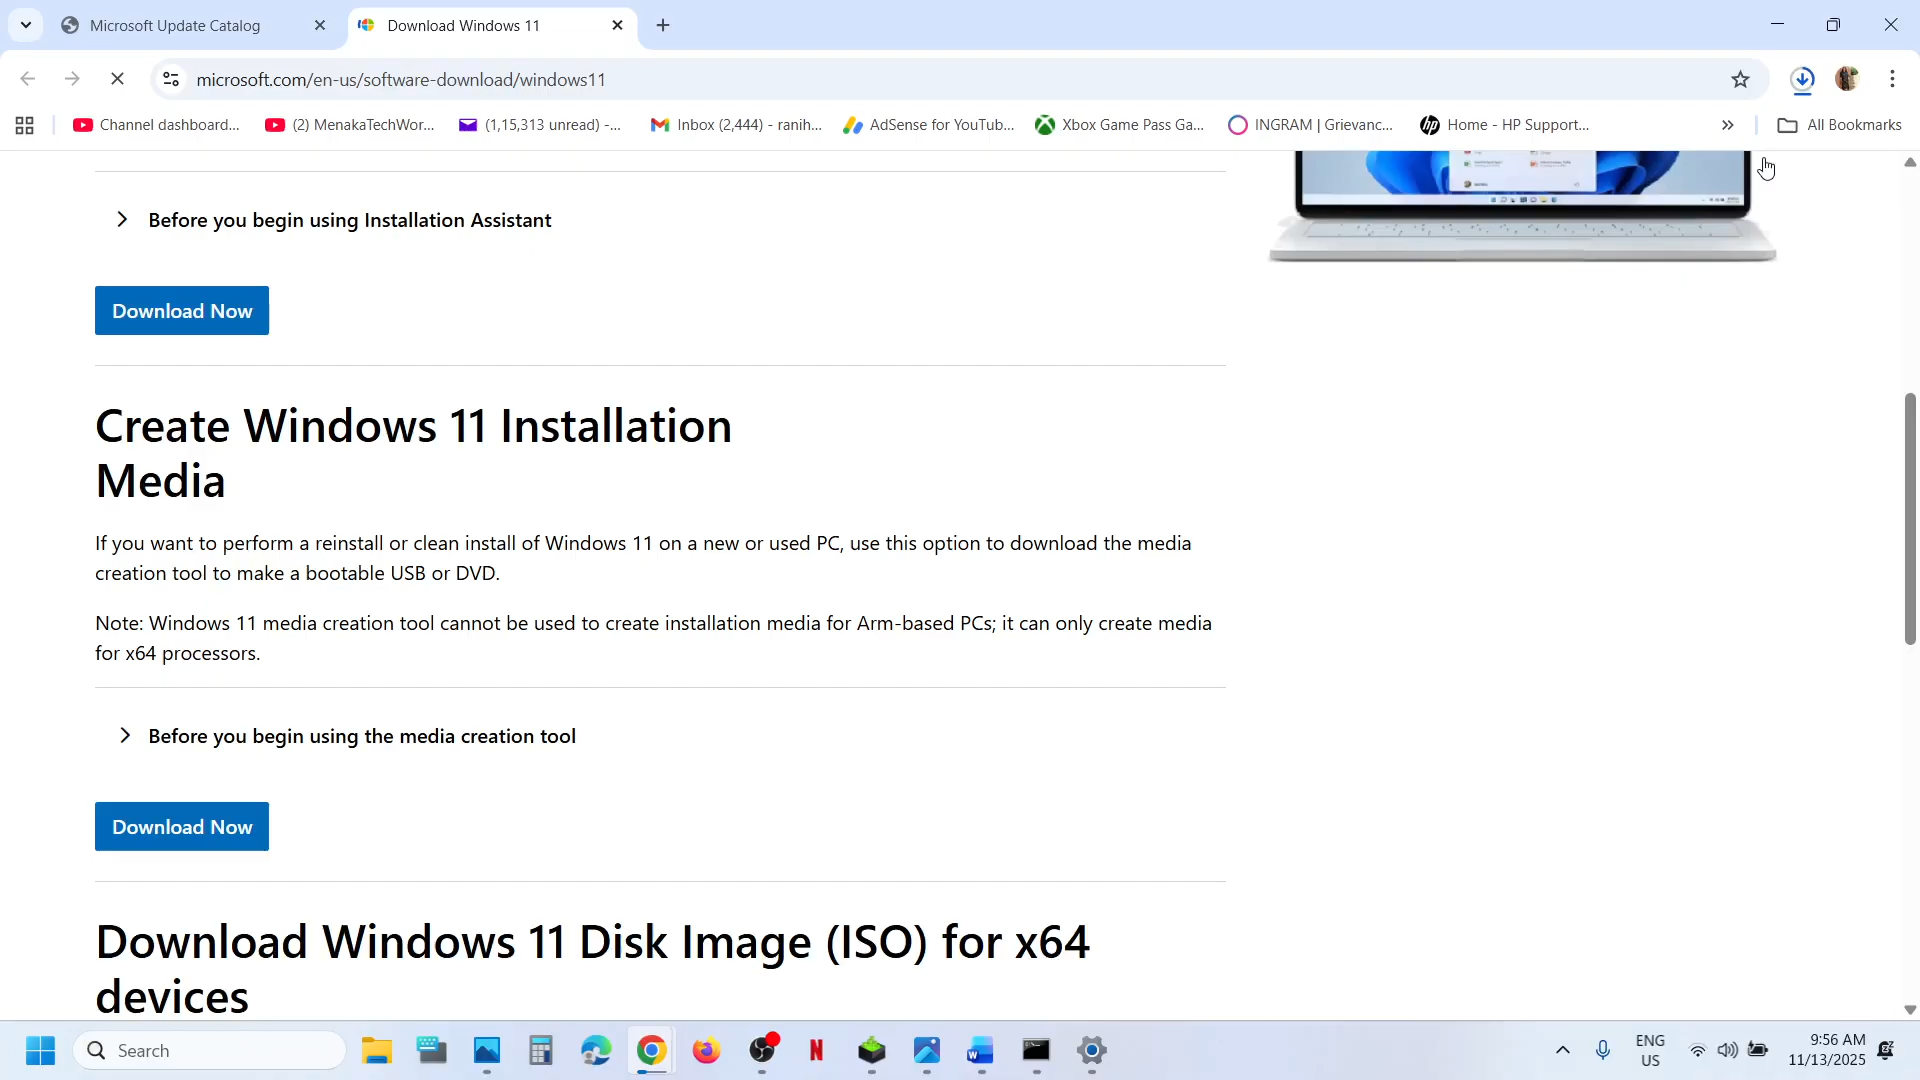 Microsoft Update Catalog
Download Windows 11
microsoft.com/en-us/software-download/windows11
Channel dashboard...
(2) MenakaTechWor...
(1,15,313 unread) -...
Inbox (2,444) - ranih...
AdSense for YouTub...
Xbox Game Pass Ga...
INGRAM | Grievanc...
Home - HP Support...
All Bookmarks
Before you begin using Installation Assistant
Download Now
Create Windows 11 Installation
Media
If you want to perform a reinstall or clean install of Windows 11 on a new or used PC, use this option to download the media
creation tool to make a bootable USB or DVD.
Note: Windows 11 media creation tool cannot be used to create installation media for Arm-based PCs; it can only create media
for x64 processors.
Before you begin using the media creation tool
Download Now
Download Windows 11 Disk Image (ISO) for x64
devices
Search
ENG
US
9:56 AM
11/13/2025